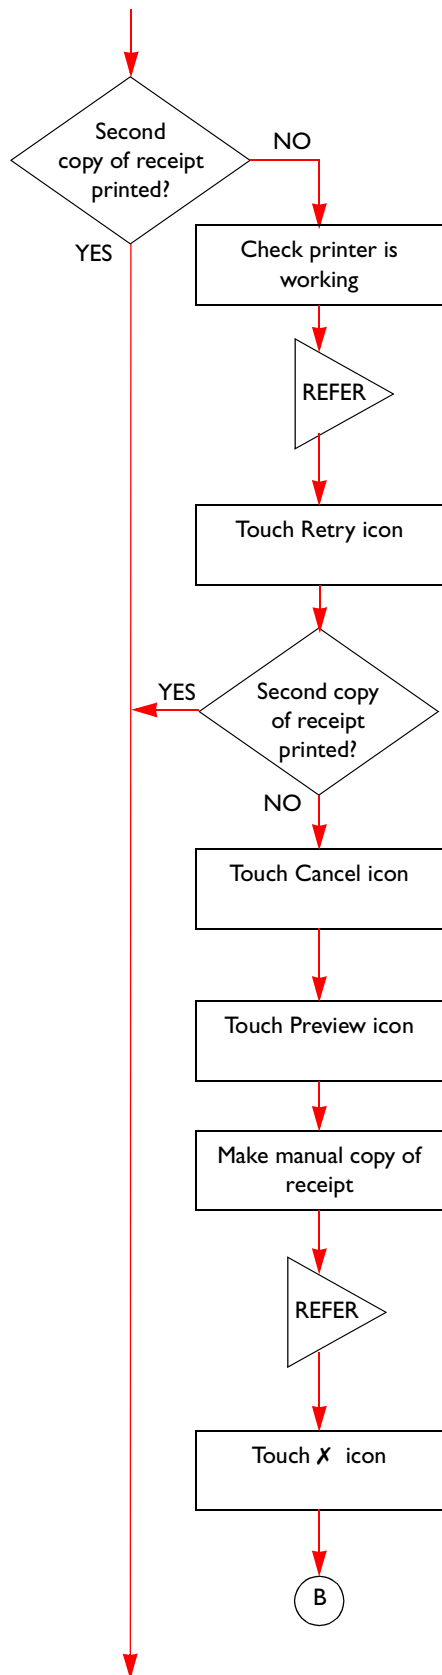 Second
copy of receipt
printed?
NO
YES
Check printer is
working
REFER
Touch Retry icon
YES
Second copy
of receipt
printed?
NO
Touch Cancel icon
Touch Preview icon
Make manual copy of
receipt
REFER
Touch ✗ icon
B